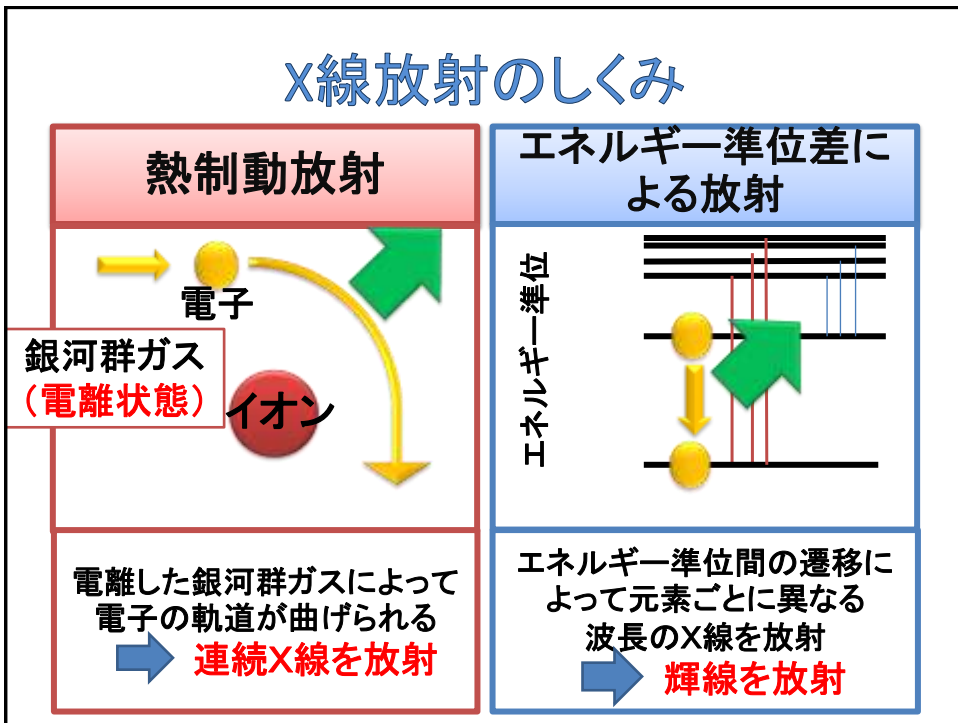 X線放射のしくみ
熱制動放射
電子
銀河群ガス
（電離状態）
イオン
電離した銀河群ガスによって
電子の軌道が曲げられる
連続X線を放射
エネルギー準位差に
よる放射
エネルギー準位
エネルギー準位間の遷移に
よって元素ごとに異なる
波長のX線を放射
輝線を放射